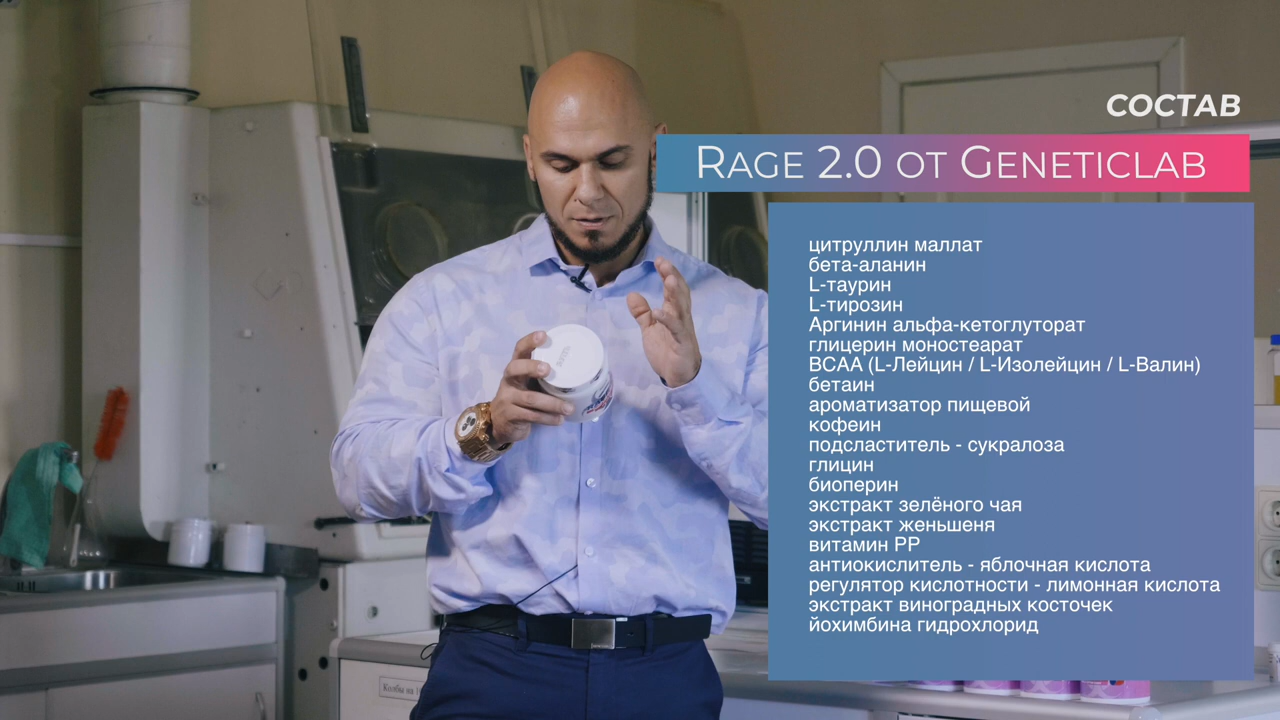 СОСТАВ
RAGE 2.0 ОТ GENETICLAB
цитруллин маллат
бета-аланин
L-таурин
L-тирозин
Аргинин альфа-кетоглуторат
глицерин моностеарат
BCAA (L-Лейцин / L-Изолейцин / L-Валин)
бетаин
ароматизатор пищевой
кофеин
подсластитель - сукралоза
глицин
биоперин
экстракт зелёного чая
экстракт женьшеня
витамин PP
антиокислитель - яблочная кислота
регулятор кислотности - лимонная кислота
экстракт виноградных косточек
йохимбина гидрохлорид
Колбы на